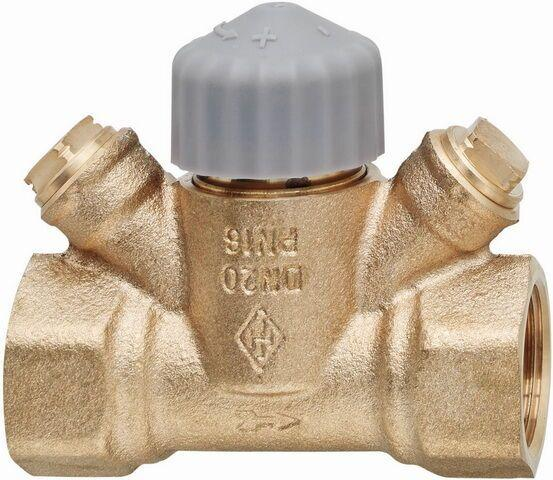 + -
PN16
DN20